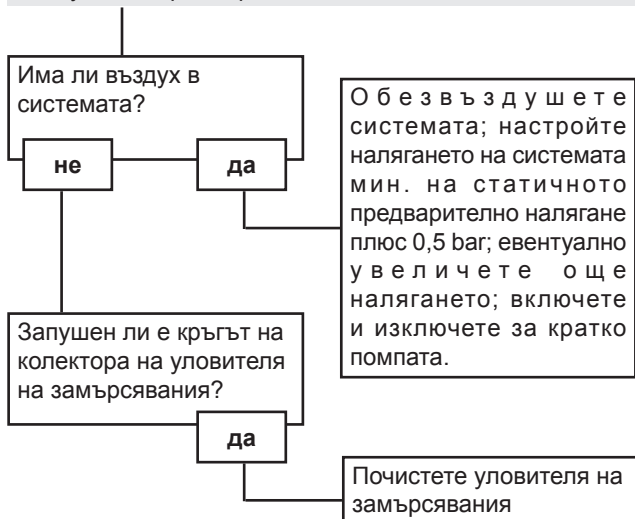 Има ли въздух в
системата?
не
да
Обезвъздушете
системата; настройте
налягането на системата
мин. на статичното
предварително налягане
плюс 0,5 bar; евентуално
увеличете още
налягането; включете
и изключете за кратко
помпата.
Запушен ли е кръгът на
колектора на уловителя
на замърсявания?
да
Почистете уловителя на
замърсявания